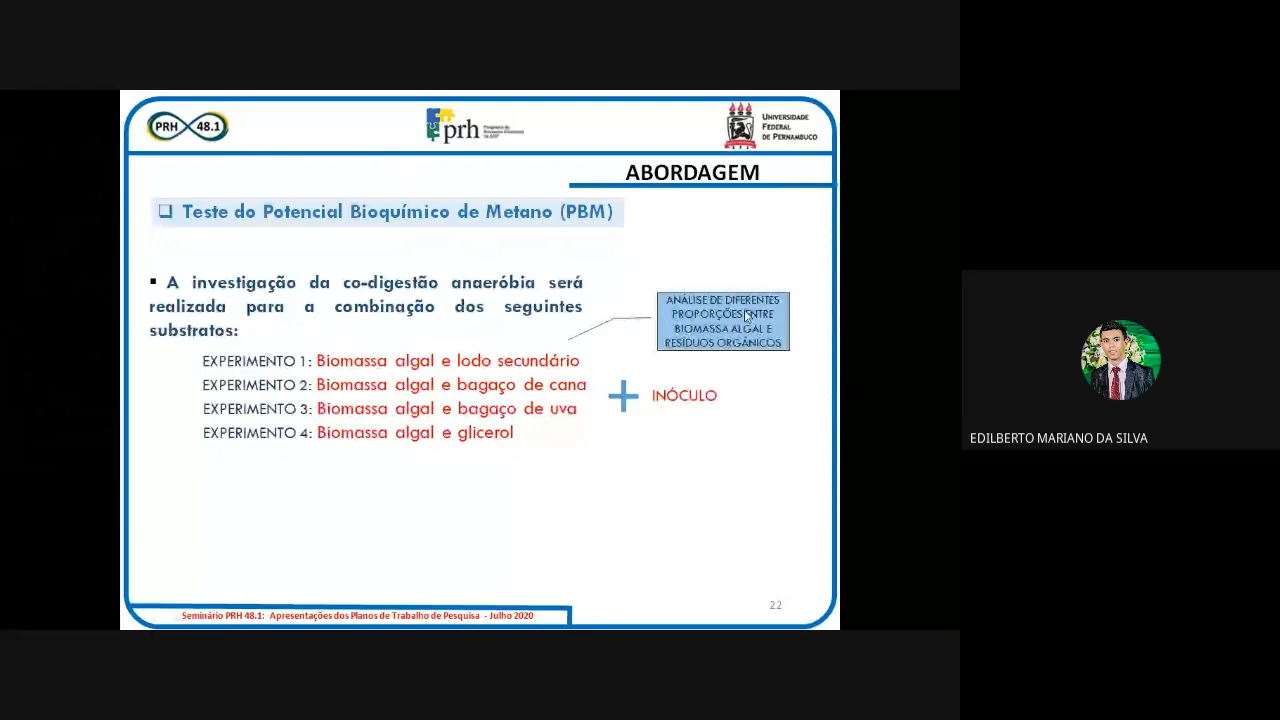 PRH 48.1
prh
UNIVERSIDADE
FEDERAL
DE PERNAMBUCO
ABORDAGEM
Teste do Potencial Bioquímico de Metano (PBM)
A investigação da co-digestão anaeróbia será
realizada para a combinação dos seguintes
substratos:
ANÁLISE DE DIFERENTES
PROPORÇÕES ENTRE
BIOMASSA ALGAL E
RESÍDUOS ORGÂNICOS
EXPERIMENTO 1: Biomassa algal e lodo secundário
EXPERIMENTO 2: Biomassa algal e bagaço de cana
EXPERIMENTO 3: Biomassa algal e bagaço de uva
EXPERIMENTO 4: Biomassa algal e glicerol
INÓCULO
EDILBERTO MARIANO DA SILVA
22
Seminário PRH 48.1: Apresentações dos Planos de Trabalho de Pesquisa - Julho 2020